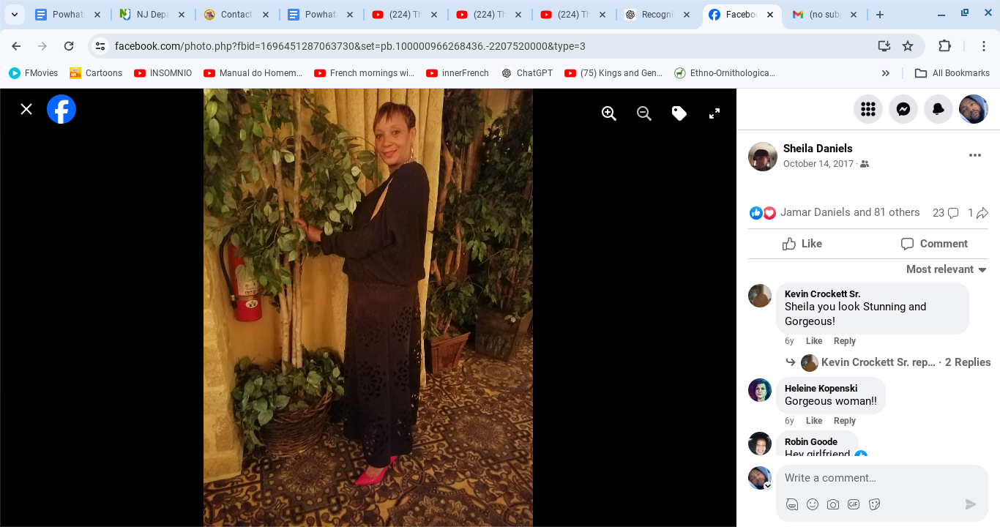 Powhat
NJ Depa
Contact
Powhat
(224) Th
(224) Th
(224) Th
Recogni
Faceboo
(no sub
facebook.com/photo.php?fbid=1696451287063730&set=pb.100000966268436.-2207520000&type=3
FMovies
Cartoons
INSOMNIO
Manual do Homem...
French mornings wi...
innerFrench
ChatGPT
(75) Kings and Gen...
Ethno-Ornithologica...
All Bookmarks
Sheila Daniels
October 14, 2017 ·
Jamar Daniels and 81 others 23 1
Like Comment
Most relevant
Kevin Crockett Sr.
Sheila you look Stunning and
Gorgeous!
6y Like Reply
Kevin Crockett Sr. rep... · 2 Replies
Heleine Kopenski
Gorgeous woman!!
6y Like Reply
Robin Goode
Hey girlfriend
Write a comment...
GIF